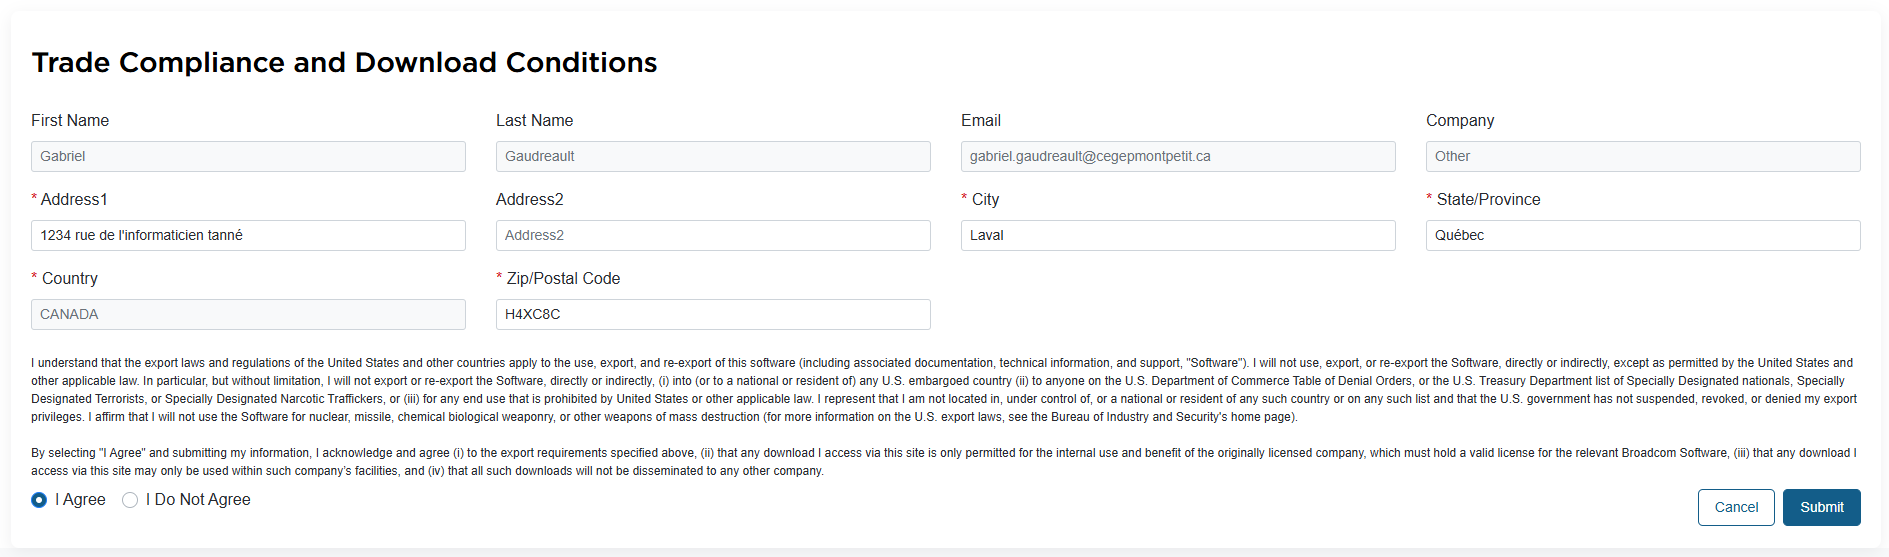 Trade Compliance and Download Conditions
First Name Last Name Email Company
Gabriel Gaudreault gabriel.gaudreault@cegepmontpetit.ca Other
* Address1 Address2 * City * State/Province
1234 rue de l'informaticien tanné Address2 Laval Québec
* Country * Zip/Postal Code
CANADA H4XC8C
I understand that the export laws and regulations of the United States and other countries apply to the use, export, and re-export of this software (including associated documentation, technical information, and support, "Software"). I will not use, export, or re-export the Software, directly or indirectly, except as permitted by the United States and
other applicable law. In particular, but without limitation, I will not export or re-export the Software, directly or indirectly, (i) into (or to a national or resident of) any U.S. embargoed country (ii) to anyone on the U.S. Department of Commerce Table of Denial Orders, or the U.S. Treasury Department list of Specially Designated nationals, Specially
Designated Terrorists, or Specially Designated Narcotic Traffickers, or (iii) for any end use that is prohibited by United States or other applicable law. I represent that I am not located in, under control of, or a national or resident of any such country or on any such list and that the U.S. government has not suspended, revoked, or denied my export
privileges. I affirm that I will not use the Software for nuclear, missile, chemical biological weaponry, or other weapons of mass destruction (for more information on the U.S. export laws, see the Bureau of Industry and Security's home page).
By selecting "I Agree" and submitting my information, I acknowledge and agree (i) to the export requirements specified above, (ii) that any download I access via this site is only permitted for the internal use and benefit of the originally licensed company, which must hold a valid license for the relevant Broadcom Software, (iii) that any download I
access via this site may only be used within such company's facilities, and (iv) that all such downloads will not be disseminated to any other company.
I Agree I Do Not Agree
Cancel Submit